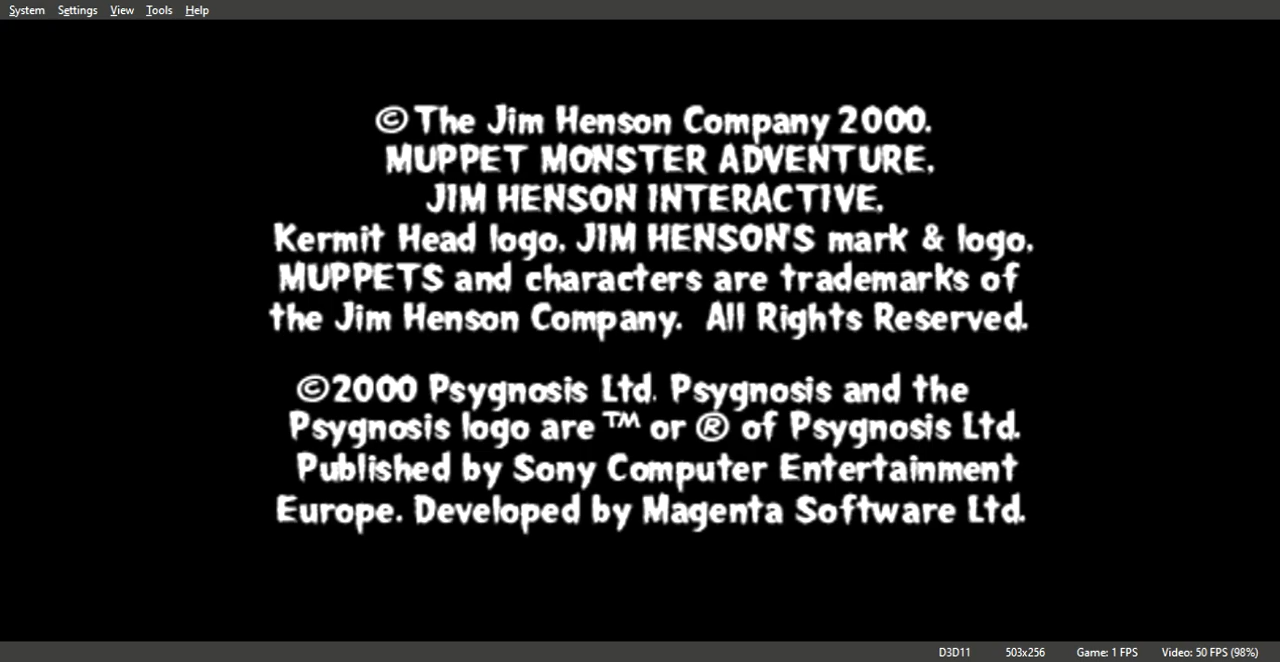 System Settings View Tools Help
© The Jim Henson Company 2000.
MUPPET MONSTER ADVENTURE,
JIM HENSON INTERACTIVE,
Kermit Head logo, JIM HENSON'S mark & logo,
MUPPETS and characters are trademarks of
the Jim Henson Company. All Rights Reserved.
©2000 Psygnosis Ltd. Psygnosis and the
Psygnosis logo are ™ or ® of Psygnosis Ltd.
Published by Sony Computer Entertainment
Europe. Developed by Magenta Software Ltd.
D3D11 503x256 Game: 1 FPS Video: 50 FPS (98%)